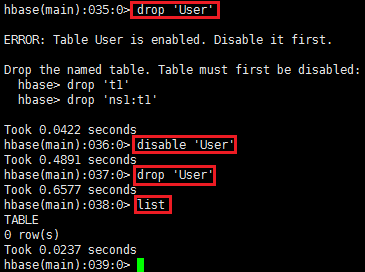 hbase(main):035:0> drop 'User'
ERROR: Table User is enabled. Disable it first.
Drop the named table. Table must first be disabled:
hbase> drop 't1'
hbase> drop 'ns1:t1'
Took 0.0422 seconds
hbase(main):036:0> disable 'User'
Took 0.4891 seconds
hbase(main):037:0> drop 'User'
Took 0.6577 seconds
hbase(main):038:0> list
TABLE
0 row(s)
Took 0.0237 seconds
hbase(main):039:0>